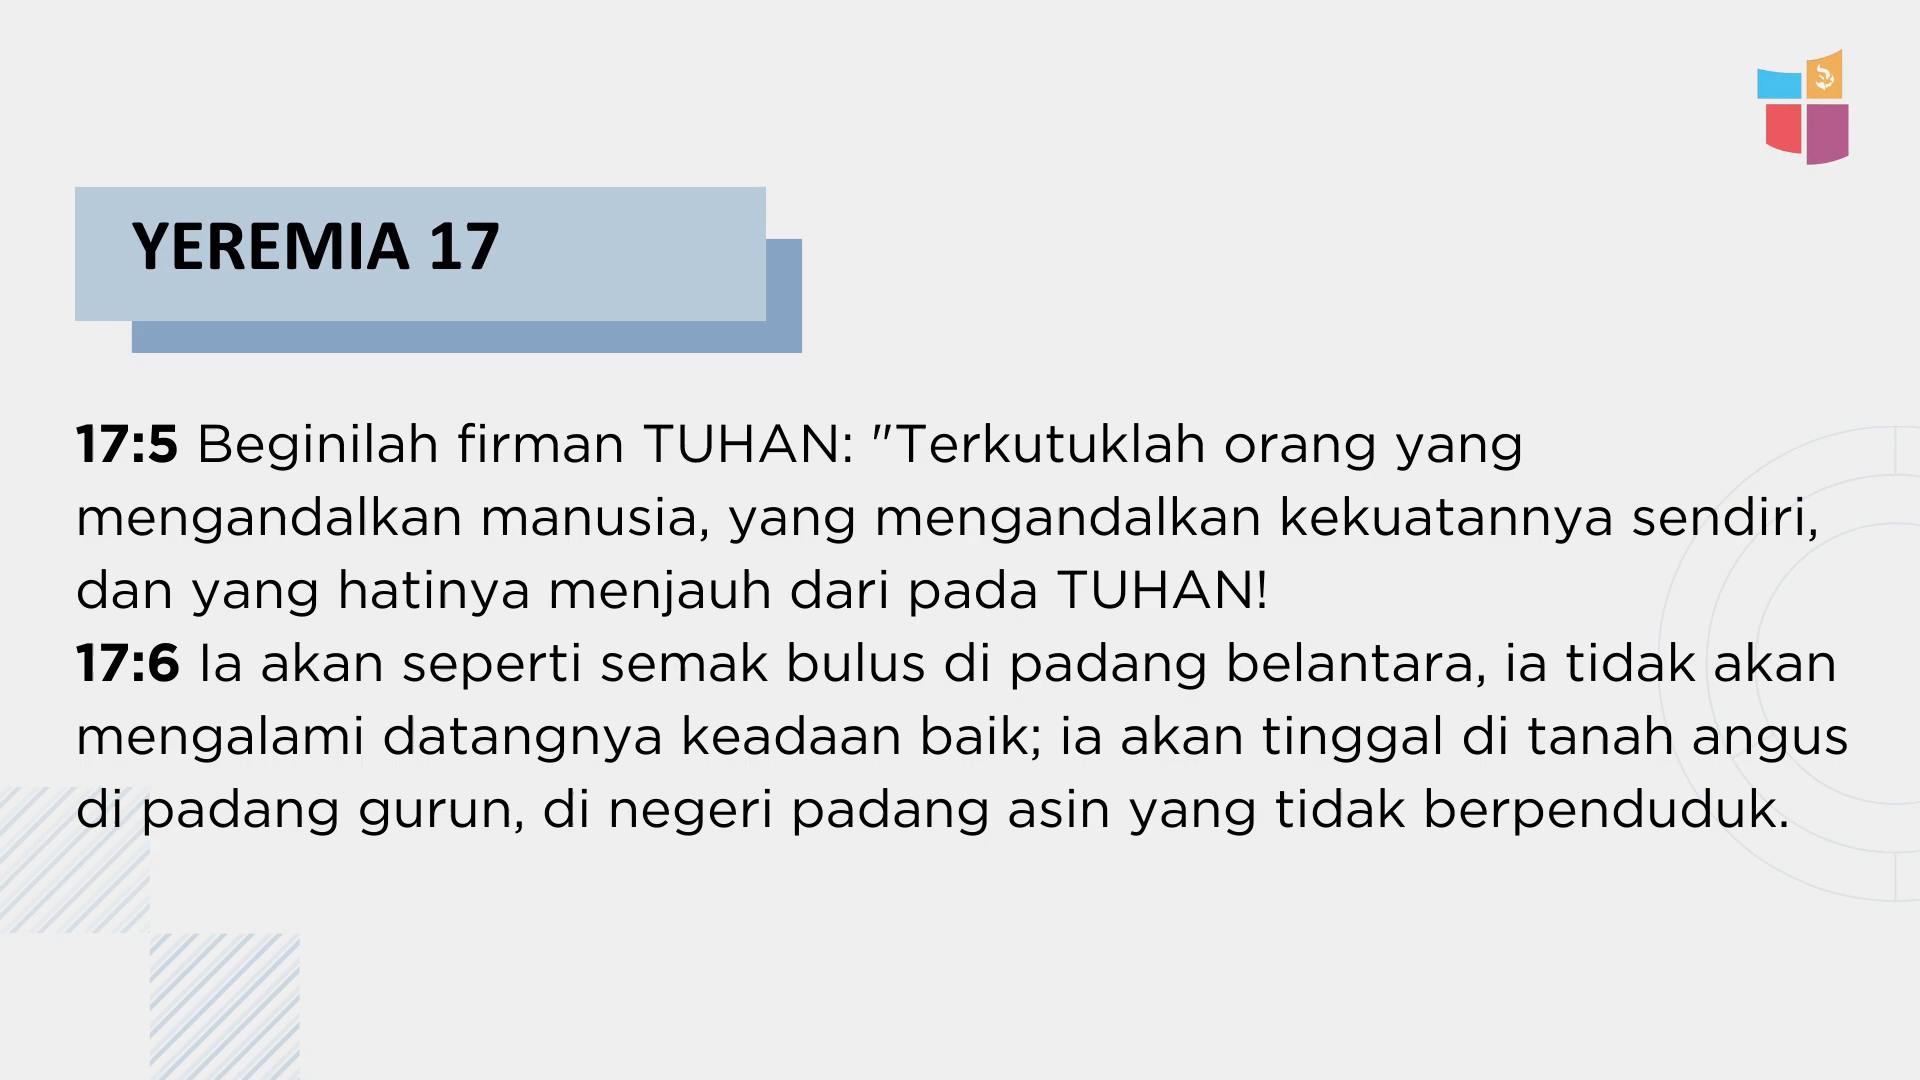 YEREMIA 17
17:5 Beginilah firman TUHAN: "Terkutuklah orang yang
mengandalkan manusia, yang mengandalkan kekuatannya sendiri,
dan yang hatinya menjauh dari pada TUHAN!
17:6 Ia akan seperti semak bulus di padang belantara, ia tidak akan
mengalami datangnya keadaan baik; ia akan tinggal di tanah angus
di padang gurun, di negeri padang asin yang tidak berpenduduk.